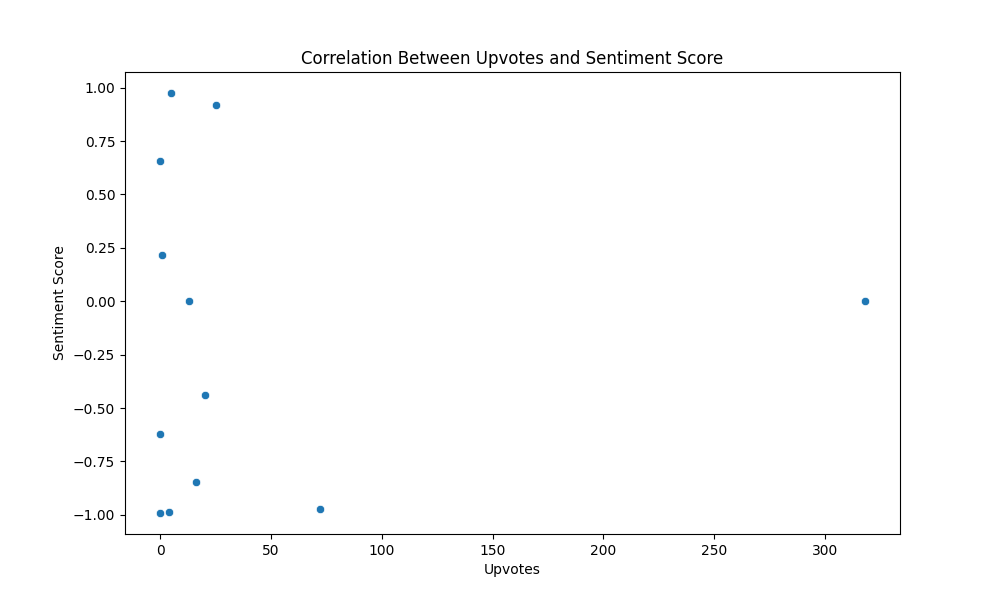 Correlation Between Upvotes and Sentiment Score
1.00
0.75
0.50
0.25
0.00
−0.25
−0.50
−0.75
−1.00
Sentiment Score
0 50 100 150 200 250 300
Upvotes